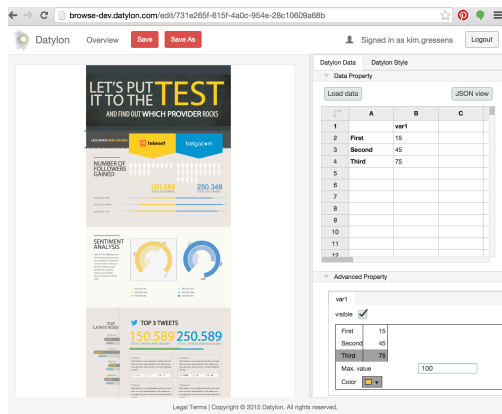 browse-dev.datylon.com/edit/731e265f-615f-4a0c-954e-28c10609a68b
Datylon Overview Save Save As Signed in as kim.gressens Logout
Datylon Data Datylon Style
Data Property
Load data JSON view
A B C
1 var1
2 First 15
3 Second 45
4 Third 75
5
6
7
8
9
10
11
12
Advanced Property
var1
visible
First 15
Second 45
Third 75
Max. value 100
Color
LET'S PUT
IT TO THE TEST
AND FIND OUT WHICH PROVIDER ROCKS
telenet belgacom
NUMBER OF
FOLLOWERS
GAINED
150.589 250.348
SENTIMENT
ANALYSIS
TOP
LANGUAGES
TOP 3 TWEETS
150.589 250.589
Legal Terms | Copyright © 2015 Datylon. All rights reserved.